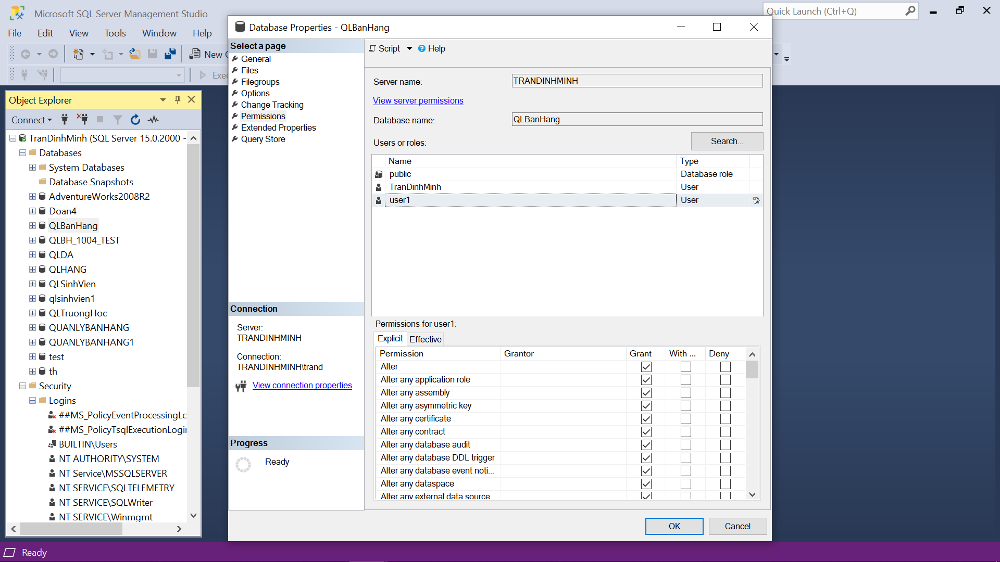 Microsoft SQL Server Management Studio
Quick Launch (Ctrl+Q)
File Edit View Tools Window Help
New
Exe
Object Explorer
Connect
TranDinhMinh (SQL Server 15.0.2000 -
Databases
System Databases
Database Snapshots
AdventureWorks2008R2
Doan4
QLBanHang
QLBH_1004_TEST
QLDA
QLHANG
QLSinhVien
qlsinhvien1
QLTruongHoc
QUANLYBANHANG
QUANLYBANHANG1
test
th
Security
Logins
##MS_PolicyEventProcessingLo
##MS_PolicyTsqlExecutionLogin
BUILTIN\Users
NT AUTHORITY\SYSTEM
NT Service\MSSQLSERVER
NT SERVICE\SQLTELEMETRY
NT SERVICE\SQLWriter
NT SERVICE\Winmgmt
Database Properties - QLBanHang
Select a page
General
Files
Filegroups
Options
Change Tracking
Permissions
Extended Properties
Query Store
Connection
Server:
TRANDINHMINH
Connection:
TRANDINHMINH\trand
View connection properties
Progress
Ready
Script Help
Server name: TRANDINHMINH
View server permissions
Database name: QLBanHang
Users or roles: Search...
Name Type
public Database role
TranDinhMinh User
user1 User
Permissions for user1:
Explicit Effective
Permission Grantor Grant With ... Deny
Alter
Alter any application role
Alter any assembly
Alter any asymmetric key
Alter any certificate
Alter any contract
Alter any database audit
Alter any database DDL trigger
Alter any database event noti...
Alter any dataspace
Alter any external data source
OK Cancel
Ready